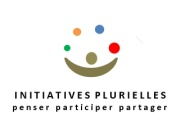 INITIATIVES PLURIELLES
penser participer partager